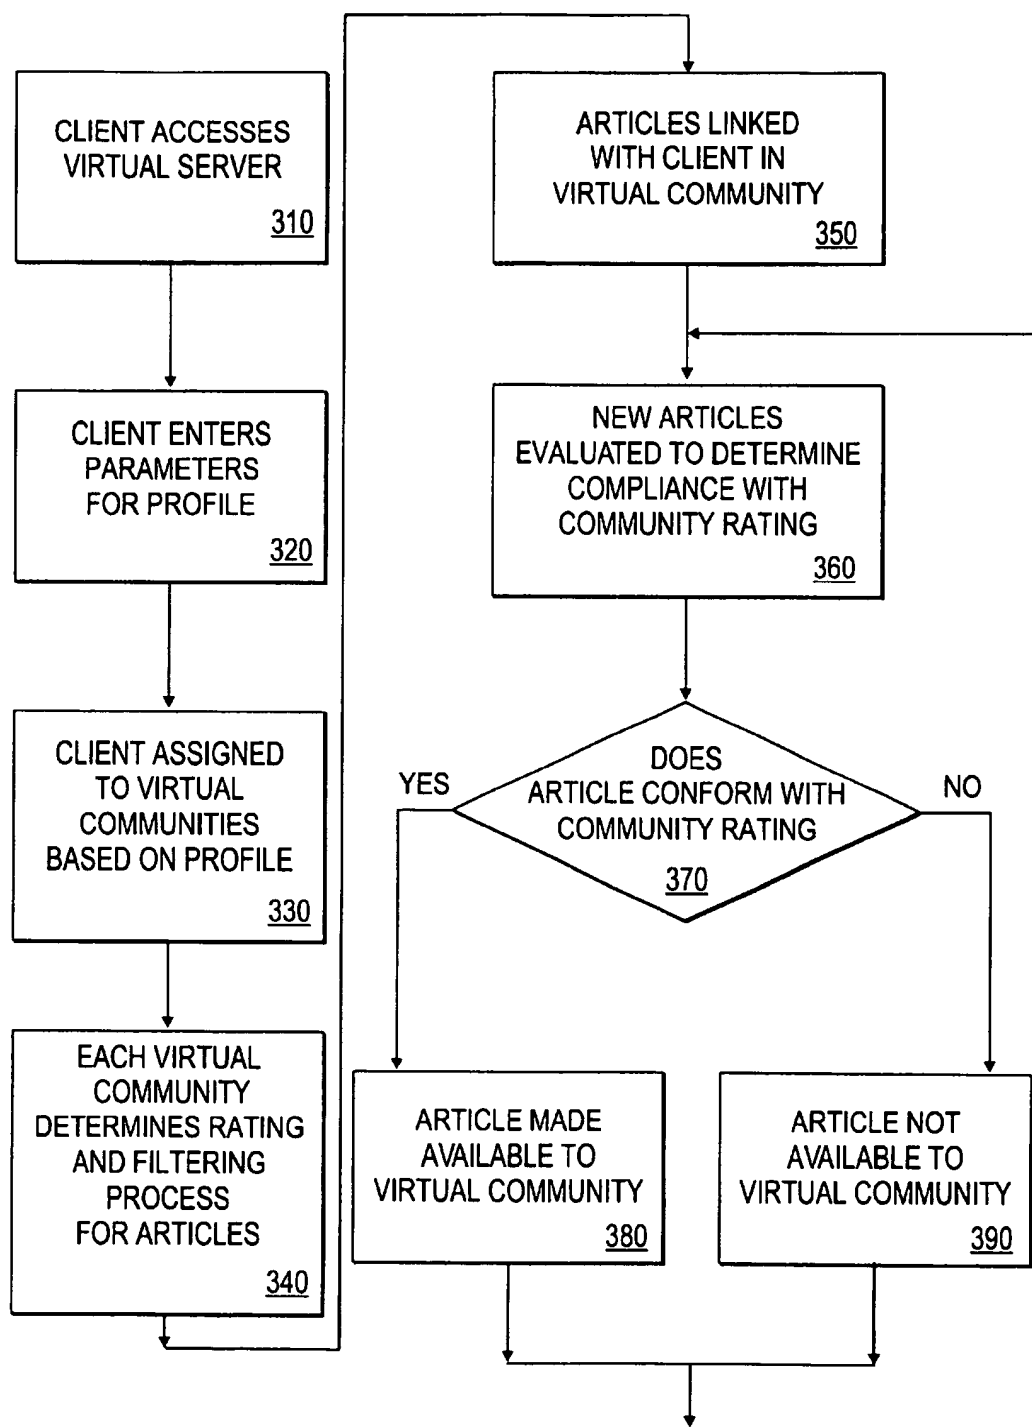 CLIENT ACCESSES
VIRTUAL SERVER
310
CLIENT ENTERS
PARAMETERS
FOR PROFILE
320
CLIENT ASSIGNED
TO VIRTUAL
COMMUNITIES
BASED ON PROFILE
330
EACH VIRTUAL
COMMUNITY
DETERMINES RATING
AND FILTERING
PROCESS
FOR ARTICLES
340
ARTICLES LINKED
WITH CLIENT IN
VIRTUAL COMMUNITY
350
NEW ARTICLES
EVALUATED TO DETERMINE
COMPLIANCE WITH
COMMUNITY RATING
360
DOES
ARTICLE CONFORM WITH
COMMUNITY RATING
370
YES
NO
ARTICLE MADE
AVAILABLE TO
VIRTUAL COMMUNITY
380
ARTICLE NOT
AVAILABLE TO
VIRTUAL COMMUNITY
390